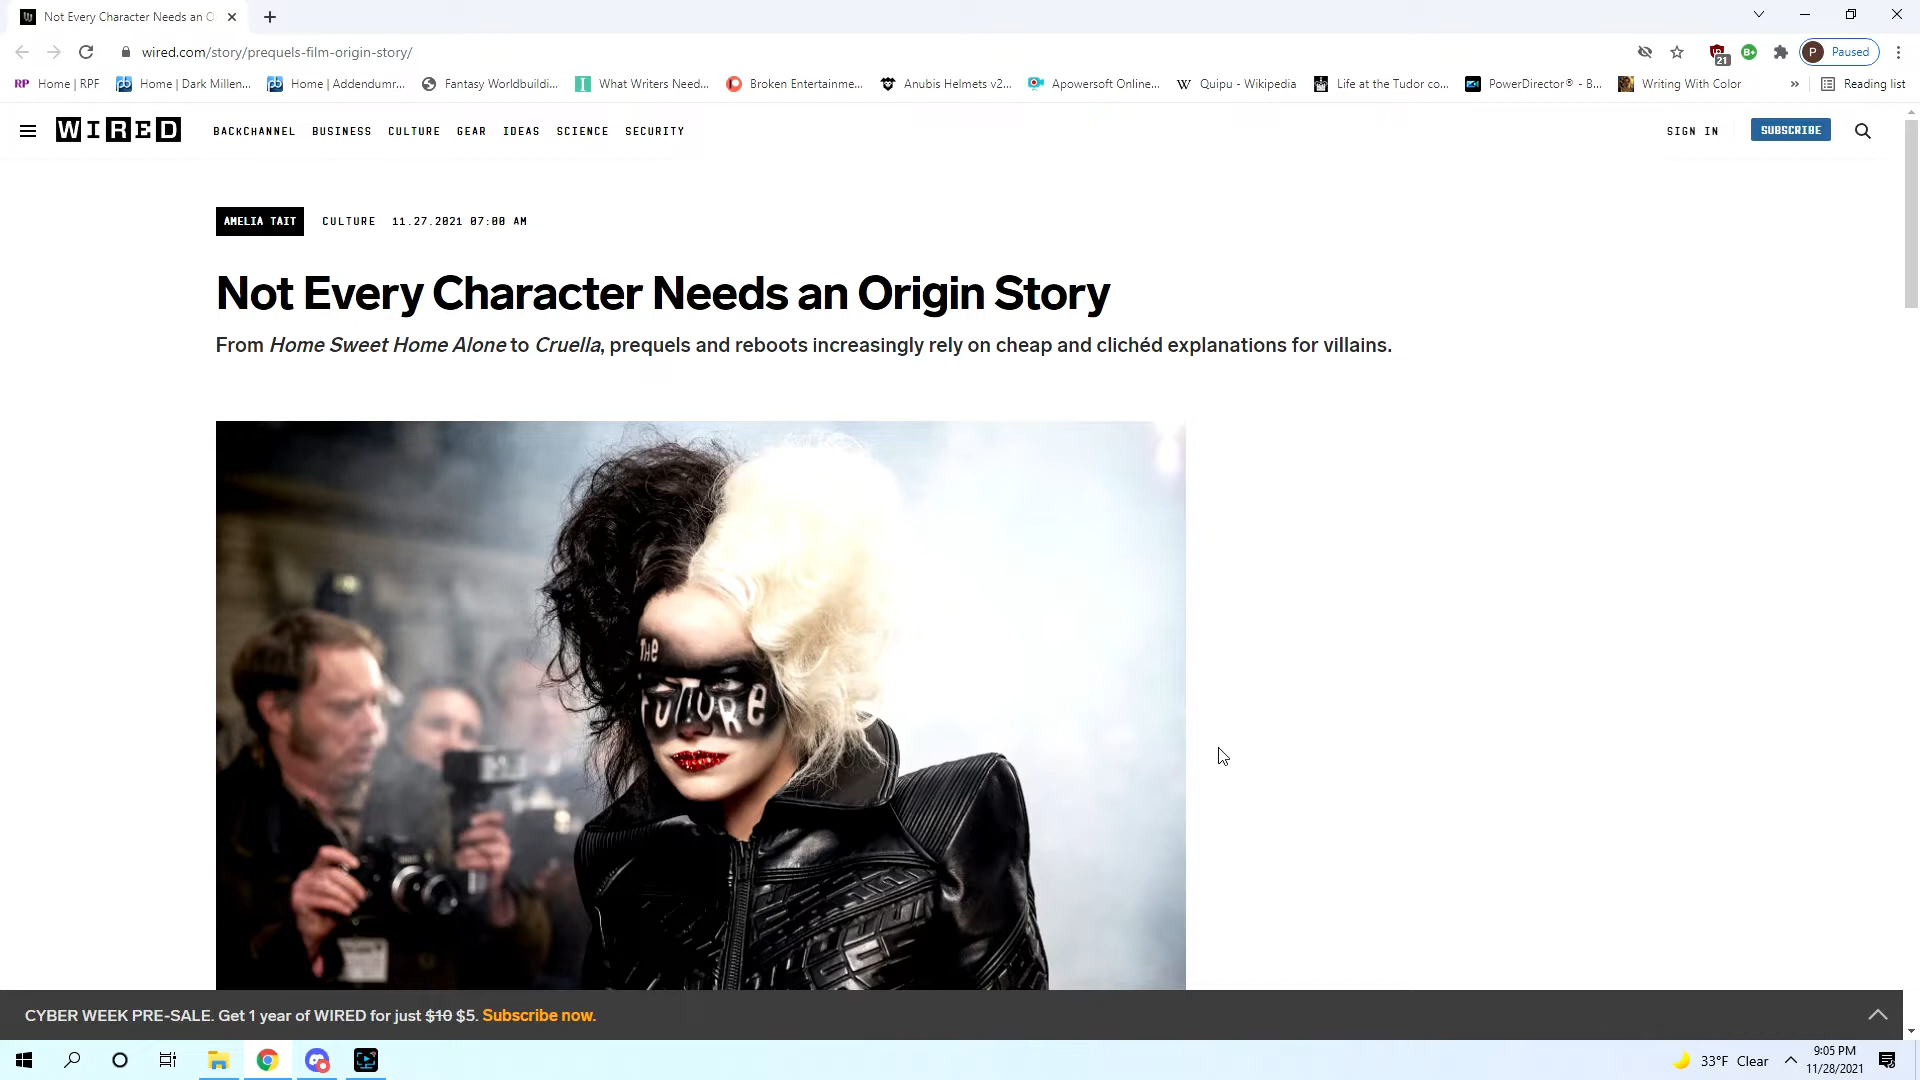 Not Every Character Needs an O
wired.com/story/prequels-film-origin-story/
21
B+
P Paused
RP Home | RPF
pb Home | Dark Millen...
pb Home | Addendumr...
Fantasy Worldbuildi...
What Writers Need...
Broken Entertainme...
Anubis Helmets v2...
Apowersoft Online...
W Quipu - Wikipedia
Life at the Tudor co...
PowerDirector® - B...
Writing With Color
»
Reading list
WIRED
BACKCHANNEL BUSINESS CULTURE GEAR IDEAS SCIENCE SECURITY
SIGN IN
SUBSCRIBE
AMELIA TAIT CULTURE 11.27.2021 07:00 AM
Not Every Character Needs an Origin Story
From Home Sweet Home Alone to Cruella, prequels and reboots increasingly rely on cheap and clichéd explanations for villains.
THE
FUTURE
CYBER WEEK PRE-SALE. Get 1 year of WIRED for just $10 $5. Subscribe now.
33°F Clear
9:05 PM
11/28/2021